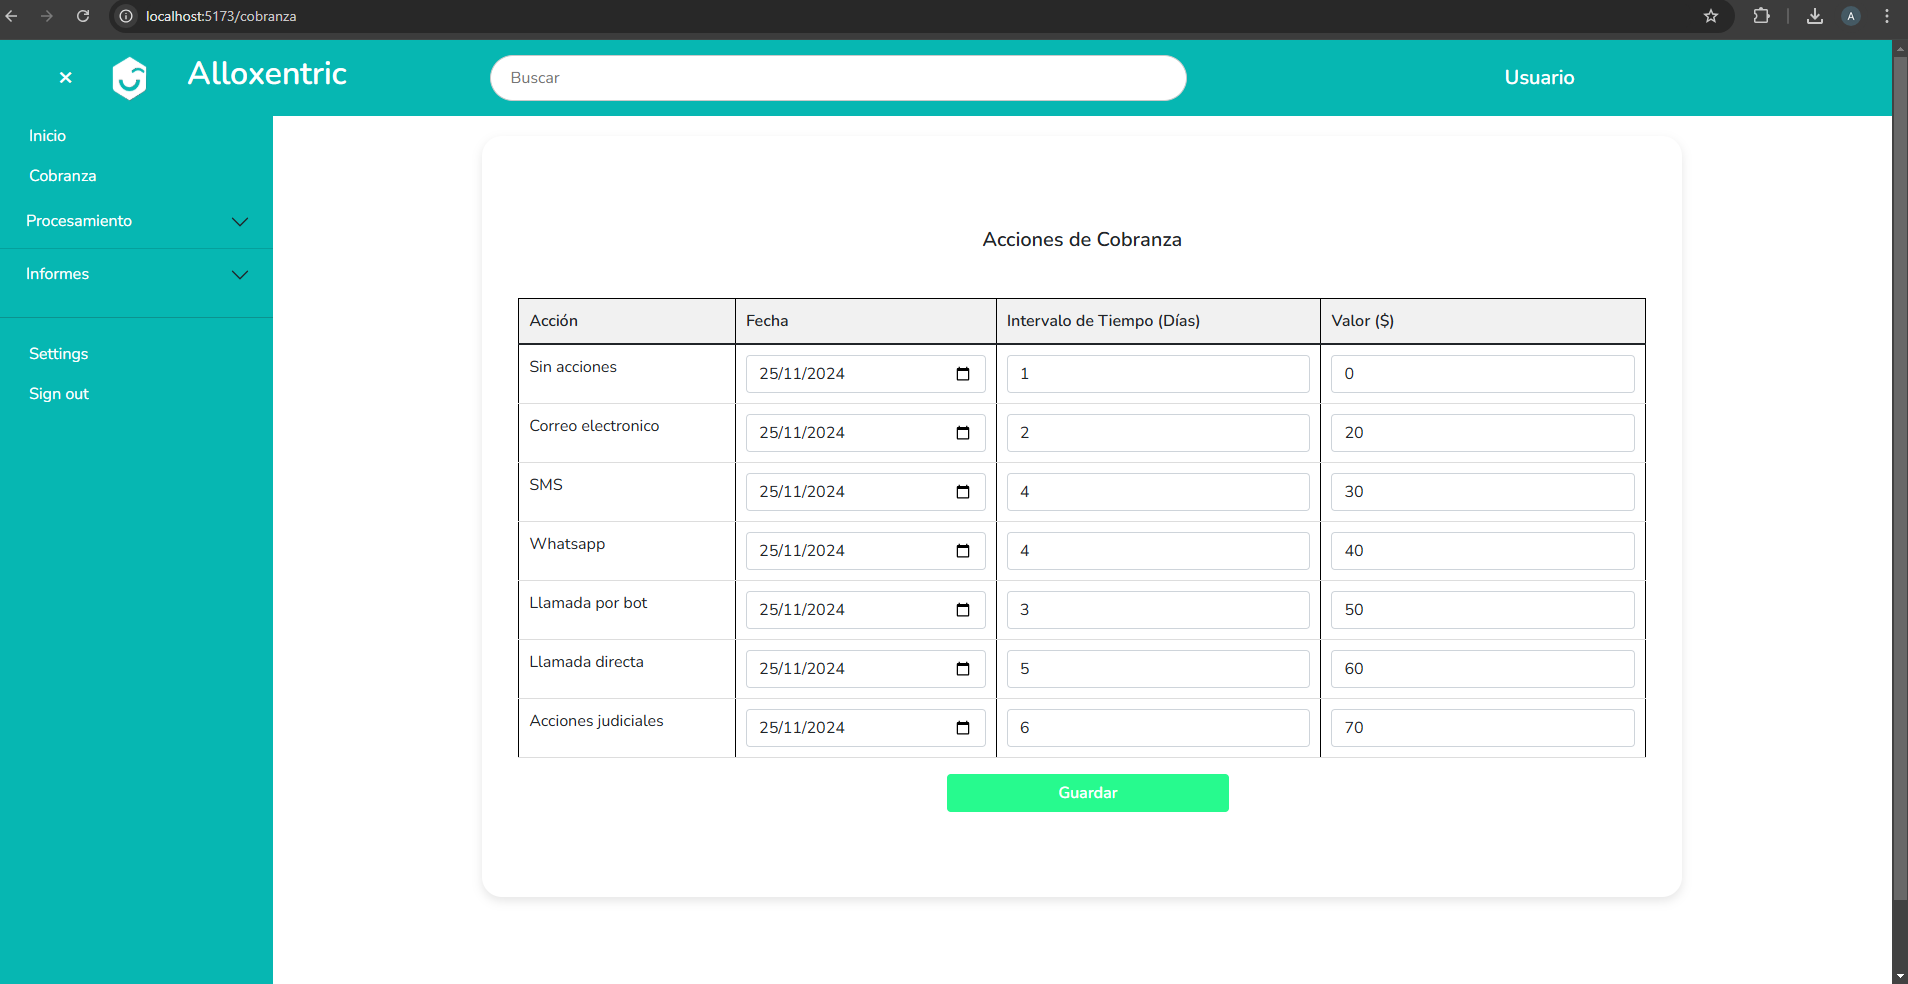 localhost:5173/cobranza
A
Alloxentric
Buscar
Usuario
Inicio
Cobranza
Procesamiento
Informes
Settings
Sign out
Acciones de Cobranza
Acción Fecha Intervalo de Tiempo (Días) Valor ($)
Sin acciones 25/11/2024 1 0
Correo electronico 25/11/2024 2 20
SMS 25/11/2024 4 30
Whatsapp 25/11/2024 4 40
Llamada por bot 25/11/2024 3 50
Llamada directa 25/11/2024 5 60
Acciones judiciales 25/11/2024 6 70
Guardar